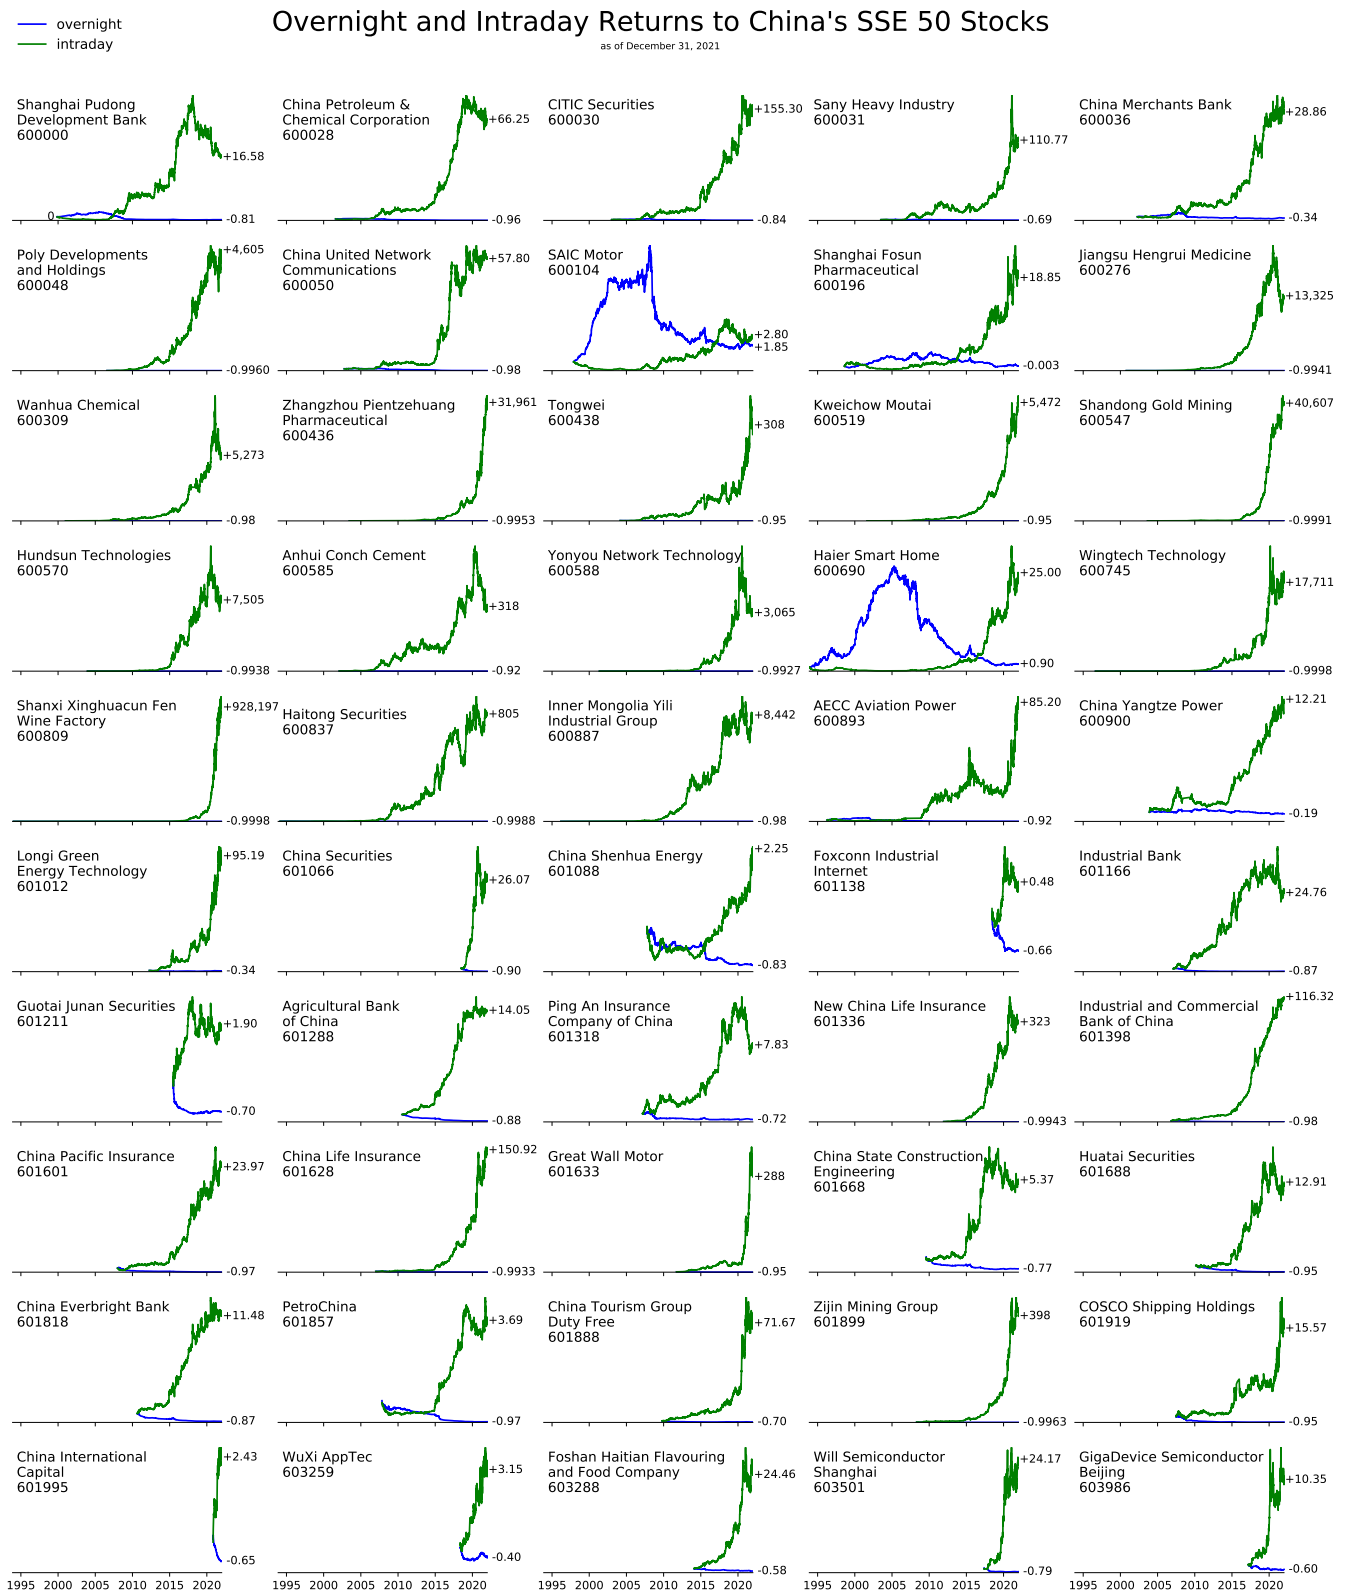 Overnight and Intraday Returns to China's SSE 50 Stocks
as of December 31, 2021
overnight
intraday
Shanghai Pudong
Development Bank
600000
+16.58
0
-0.81
China Petroleum &
Chemical Corporation
600028
+66.25
-0.96
CITIC Securities
600030
+155.30
-0.84
Sany Heavy Industry
600031
+110.77
-0.69
China Merchants Bank
600036
+28.86
-0.34
Poly Developments
and Holdings
600048
+4,605
-0.9960
China United Network
Communications
600050
+57.80
-0.98
SAIC Motor
600104
+2.80
+1.85
Shanghai Fosun
Pharmaceutical
600196
+18.85
-0.003
Jiangsu Hengrui Medicine
600276
+13,325
-0.9941
Wanhua Chemical
600309
+5,273
-0.98
Zhangzhou Pientzehuang
Pharmaceutical
600436
+31,961
-0.9953
Tongwei
600438
+308
-0.95
Kweichow Moutai
600519
+5,472
-0.95
Shandong Gold Mining
600547
+40,607
-0.9991
Hundsun Technologies
600570
+7,505
-0.9938
Anhui Conch Cement
600585
+318
-0.92
Yonyou Network Technology
600588
+3,065
-0.9927
Haier Smart Home
600690
+25.00
+0.90
Wingtech Technology
600745
+17,711
-0.9998
Shanxi Xinghuacun Fen
Wine Factory
600809
+928,197
-0.9998
Haitong Securities
600837
+805
-0.9988
Inner Mongolia Yili
Industrial Group
600887
+8,442
-0.98
AECC Aviation Power
600893
+85.20
-0.92
China Yangtze Power
600900
+12.21
-0.19
Longi Green
Energy Technology
601012
+95.19
-0.34
China Securities
601066
+26.07
-0.90
China Shenhua Energy
601088
+2.25
-0.83
Foxconn Industrial
Internet
601138
+0.48
-0.66
Industrial Bank
601166
+24.76
-0.87
Guotai Junan Securities
601211
+1.90
-0.70
Agricultural Bank
of China
601288
+14.05
-0.88
Ping An Insurance
Company of China
601318
+7.83
-0.72
New China Life Insurance
601336
+323
-0.9943
Industrial and Commercial
Bank of China
601398
+116.32
-0.98
China Pacific Insurance
601601
+23.97
-0.97
China Life Insurance
601628
+150.92
-0.9933
Great Wall Motor
601633
+288
-0.95
China State Construction
Engineering
601668
+5.37
-0.77
Huatai Securities
601688
+12.91
-0.95
China Everbright Bank
601818
+11.48
-0.87
PetroChina
601857
+3.69
-0.97
China Tourism Group
Duty Free
601888
+71.67
-0.70
Zijin Mining Group
601899
+398
-0.9963
COSCO Shipping Holdings
601919
+15.57
-0.95
China International
Capital
601995
+2.43
-0.65
WuXi AppTec
603259
+3.15
-0.40
Foshan Haitian Flavouring
and Food Company
603288
+24.46
-0.58
Will Semiconductor
Shanghai
603501
+24.17
-0.79
GigaDevice Semiconductor
Beijing
603986
+10.35
-0.60
1995 2000 2005 2010 2015 2020 1995 2000 2005 2010 2015 2020 1995 2000 2005 2010 2015 2020 1995 2000 2005 2010 2015 2020 1995 2000 2005 2010 2015 2020